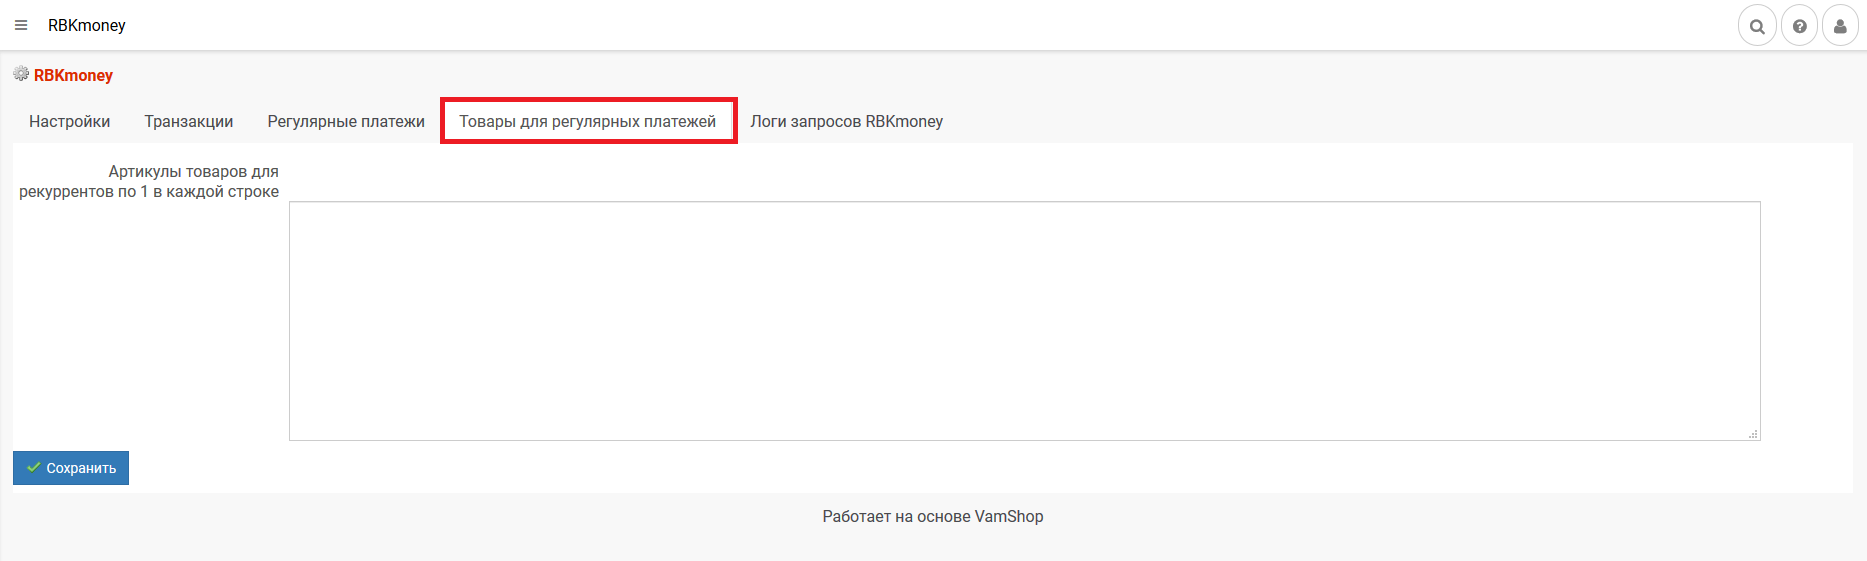 RBKmoney
RBKmoney
Настройки Транзакции Регулярные платежи Товары для регулярных платежей Логи запросов RBKmoney
Артикулы товаров для
рекуррентов по 1 в каждой строке
Сохранить
Работает на основе VamShop